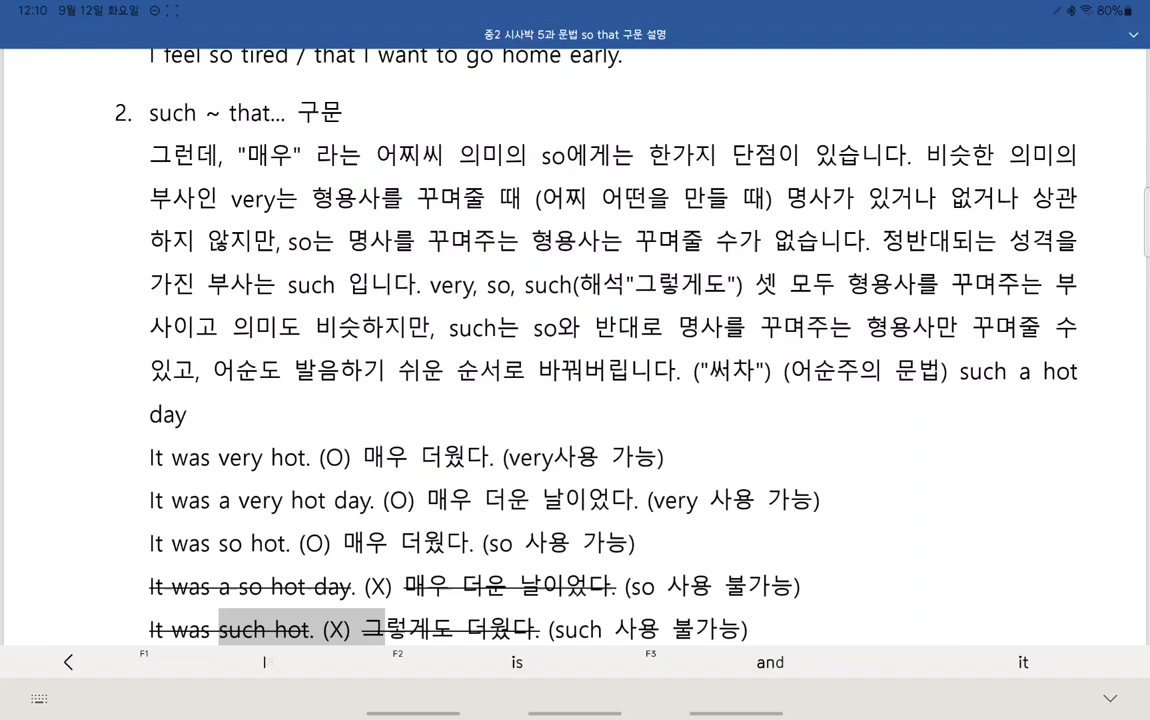 12:10 9월 12일 화요일 80%
중2 시사박 5과 문법 so that 구문 설명
I feel so tired / that I want to go home early.
2. such ~ that... 구문
그런데, "매우" 라는 어찌씨 의미의 so에게는 한가지 단점이 있습니다. 비슷한 의미의
부사인 very는 형용사를 꾸며줄 때 (어찌 어떤을 만들 때) 명사가 있거나 없거나 상관
하지 않지만, so는 명사를 꾸며주는 형용사는 꾸며줄 수가 없습니다. 정반대되는 성격을
가진 부사는 such 입니다. very, so, such(해석"그렇게도") 셋 모두 형용사를 꾸며주는 부
사이고 의미도 비슷하지만, such는 so와 반대로 명사를 꾸며주는 형용사만 꾸며줄 수
있고, 어순도 발음하기 쉬운 순서로 바꿔버립니다. ("써차") (어순주의 문법) such a hot
day
It was very hot. (O) 매우 더웠다. (very사용 가능)
It was a very hot day. (O) 매우 더운 날이었다. (very 사용 가능)
It was so hot. (O) 매우 더웠다. (so 사용 가능)
It was a so hot day. (X) 매우 더운 날이었다. (so 사용 불가능)
It was such hot. (X) 그렇게도 더웠다. (such 사용 불가능)
F1 I F2 is F3 and it